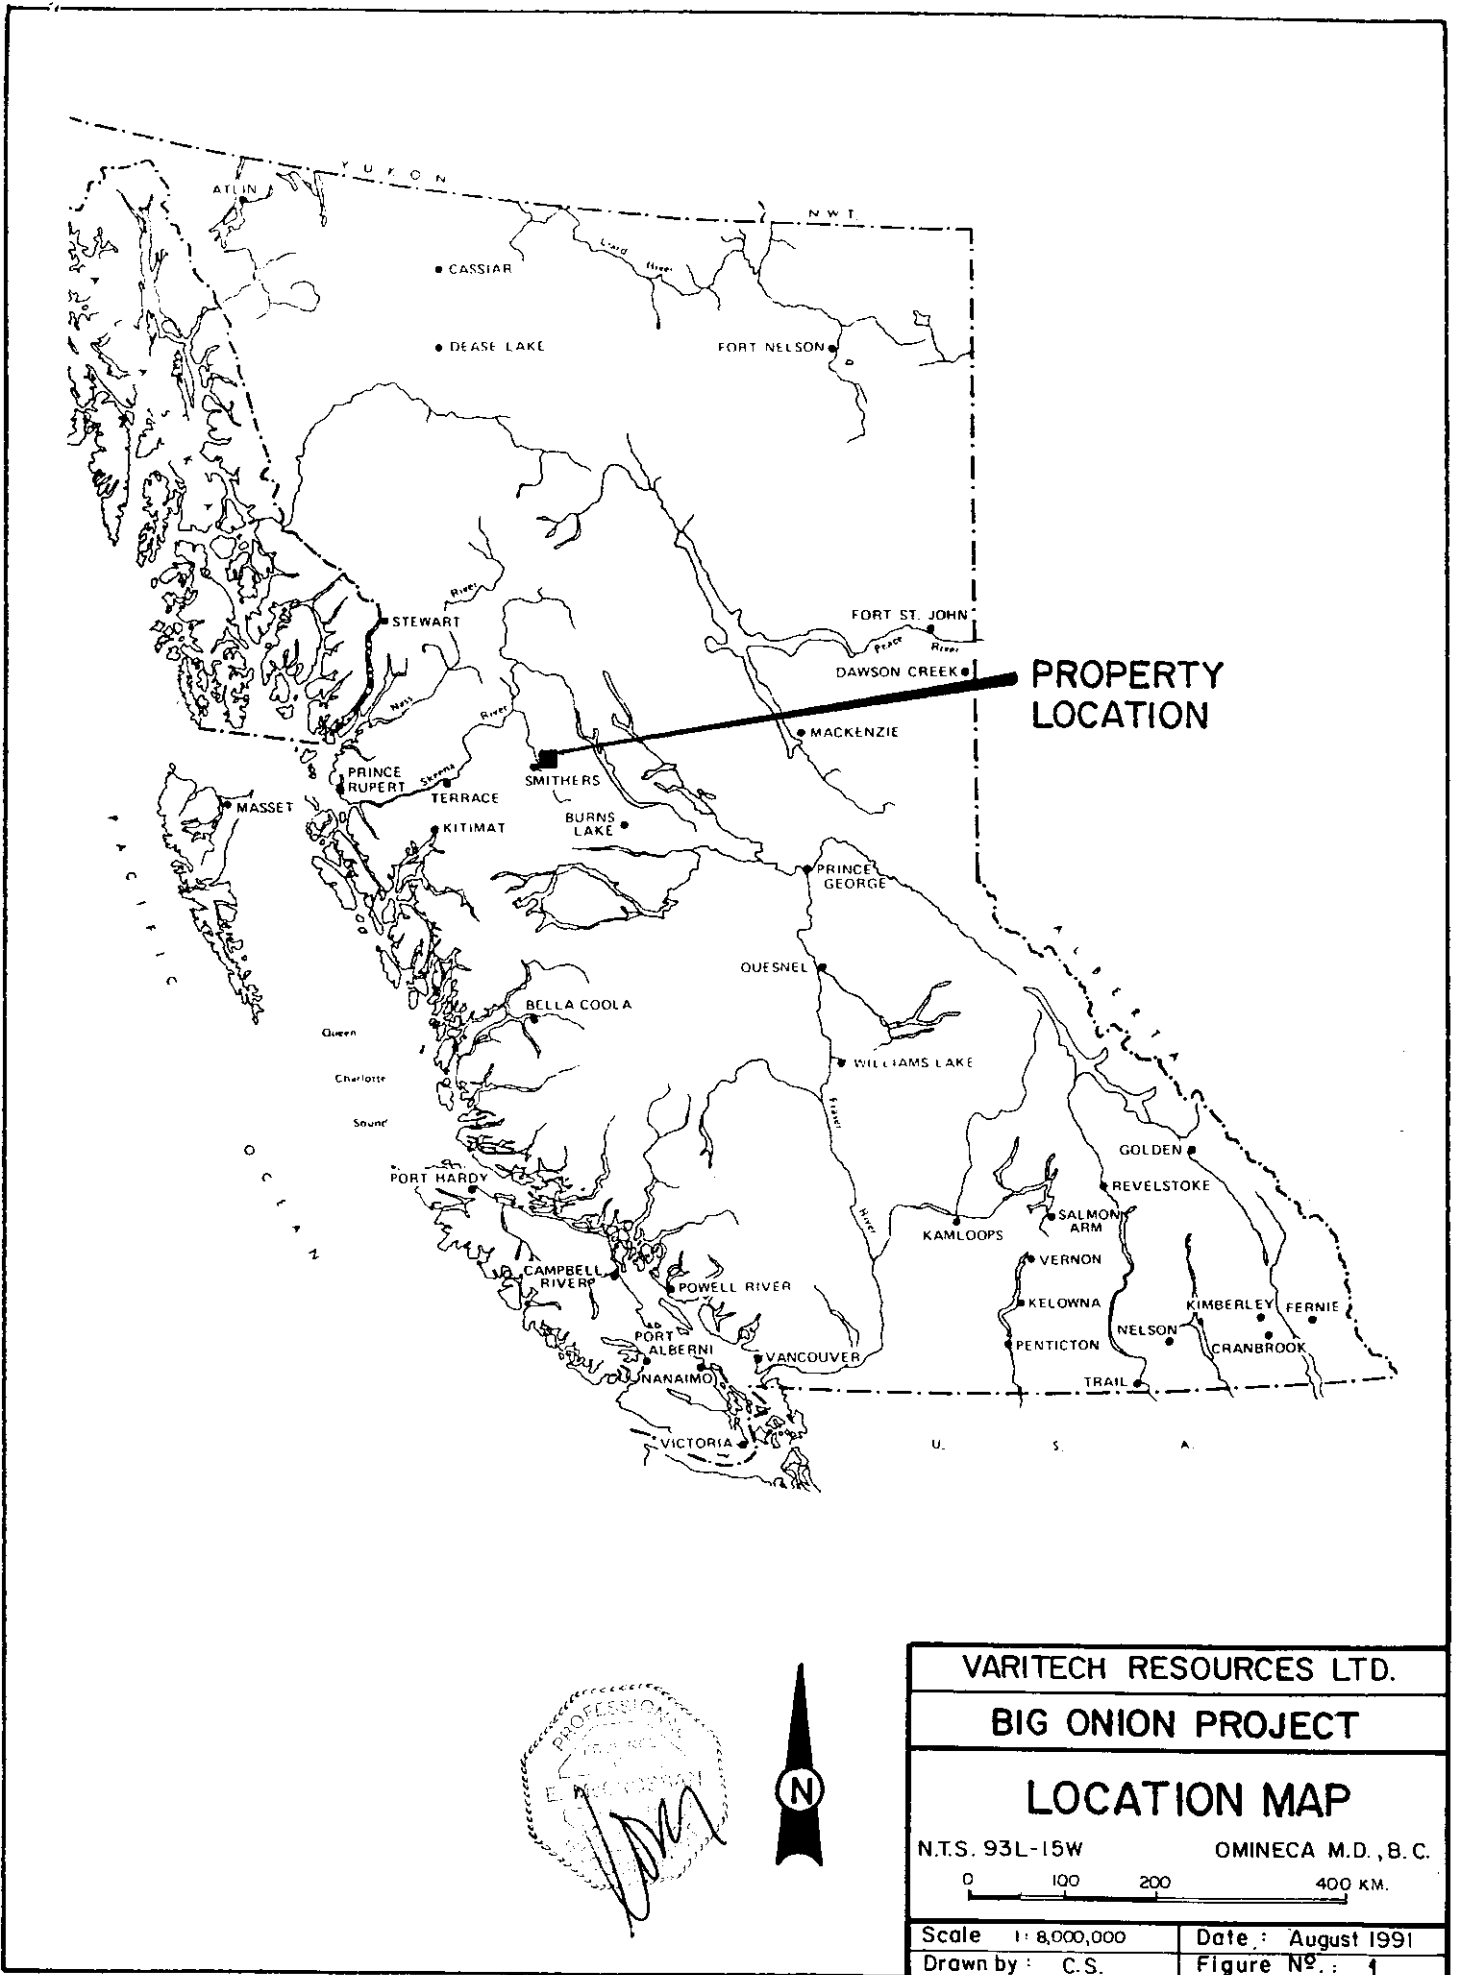 YUKON
ATLIN
N W T.
Liard River
CASSIAR
DEASE LAKE
FORT NELSON
River
STEWART
FORT ST. JOHN
Peace River
DAWSON CREEK
PROPERTY
LOCATION
Nass
River
MACKENZIE
Skeena
SMITHERS
PRINCE
RUPERT
TERRACE
MASSET
KITIMAT
BURNS
LAKE
PRINCE
GEORGE
PACIFIC
ALBERTA
QUESNEL
BELLA COOLA
Queen
Charlotte
Sound
WILLIAMS LAKE
Fraser
River
OCEAN
GOLDEN
PORT HARDY
REVELSTOKE
SALMON
ARM
KAMLOOPS
VERNON
CAMPBELL
RIVER
POWELL RIVER
KELOWNA
KIMBERLEY
FERNIE
PORT
ALBERNI
NELSON
CRANBROOK
VANCOUVER
PENTICTON
NANAIMO
TRAIL
VICTORIA
U. S. A.
PROFESSIONAL
N
VARITECH RESOURCES LTD.
BIG ONION PROJECT
LOCATION MAP
N.T.S. 93L-15W OMINECA M.D., B.C.
0 100 200 400 KM.
Scale 1: 8,000,000 Date : August 1991
Drawn by : C.S. Figure Nº. : 1